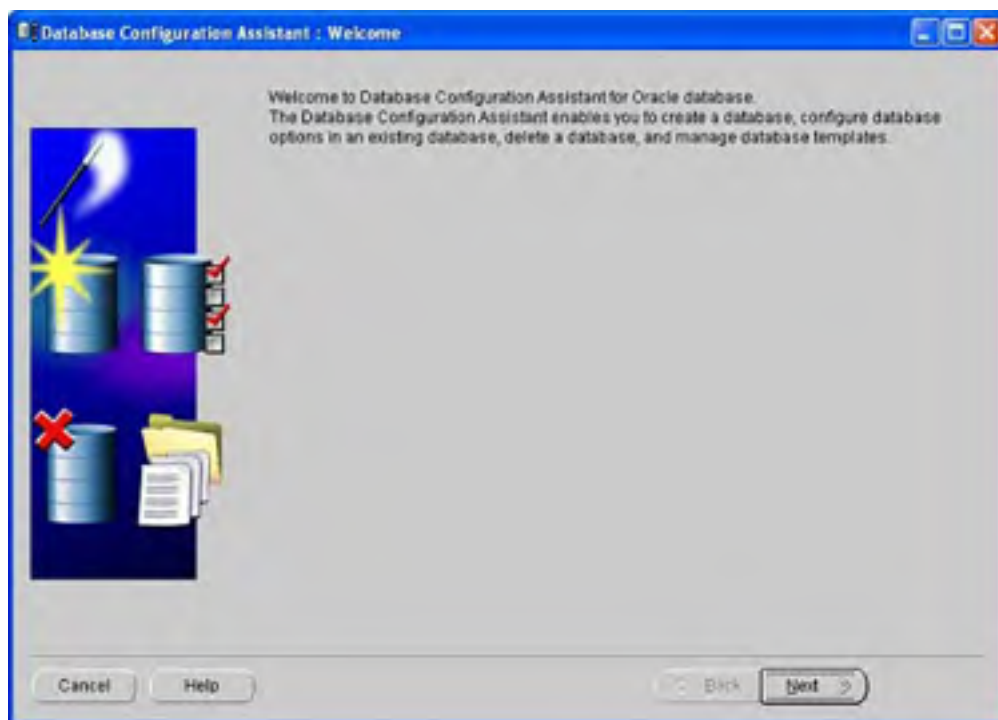 Database Configuration Assistant : Welcome
Welcome to Database Configuration Assistant for Oracle database.
The Database Configuration Assistant enables you to create a database, configure database
options in an existing database, delete a database, and manage database templates.
Cancel
Help
Back
Next